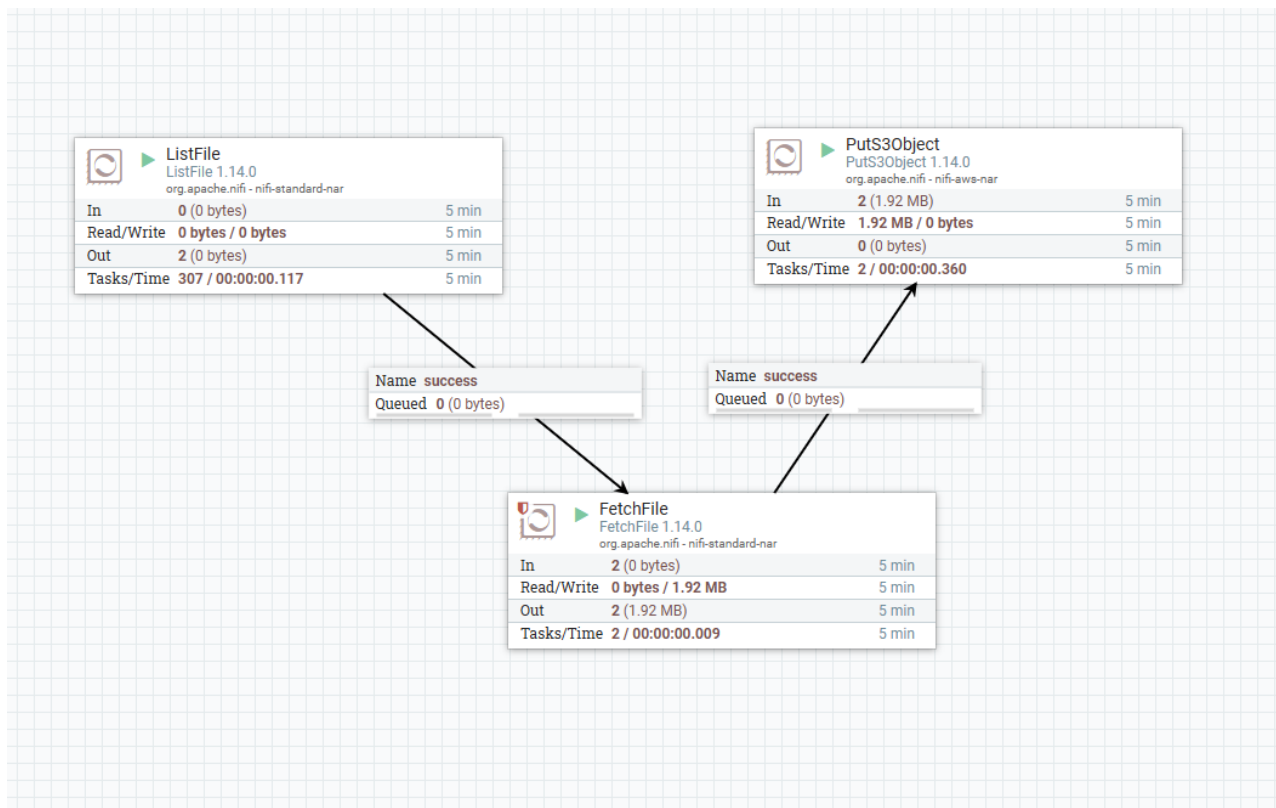 ListFile
ListFile 1.14.0
org.apache.nifi - nifi-standard-nar
In 0 (0 bytes) 5 min
Read/Write 0 bytes / 0 bytes 5 min
Out 2 (0 bytes) 5 min
Tasks/Time 307 / 00:00:00.117 5 min
PutS3Object
PutS3Object 1.14.0
org.apache.nifi - nifi-aws-nar
In 2 (1.92 MB) 5 min
Read/Write 1.92 MB / 0 bytes 5 min
Out 0 (0 bytes) 5 min
Tasks/Time 2 / 00:00:00.360 5 min
Name success
Queued 0 (0 bytes)
Name success
Queued 0 (0 bytes)
FetchFile
FetchFile 1.14.0
org.apache.nifi - nifi-standard-nar
In 2 (0 bytes) 5 min
Read/Write 0 bytes / 1.92 MB 5 min
Out 2 (1.92 MB) 5 min
Tasks/Time 2 / 00:00:00.009 5 min